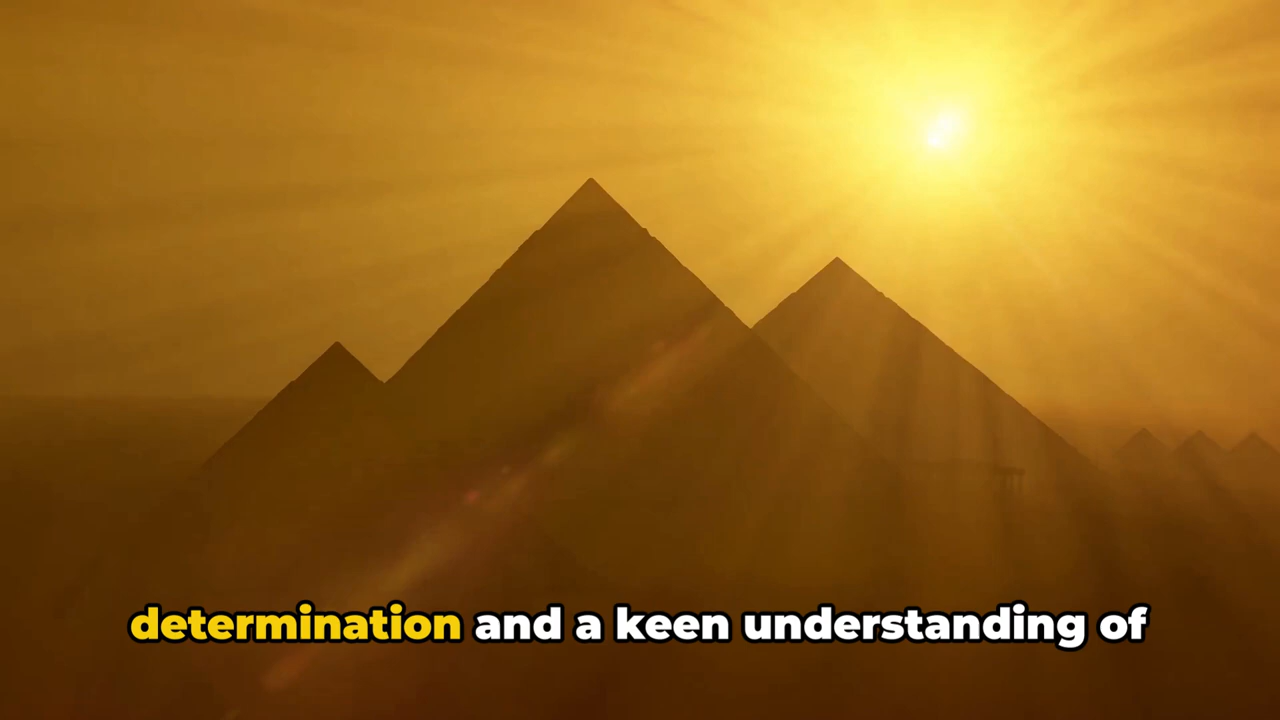 determination and a keen understanding of